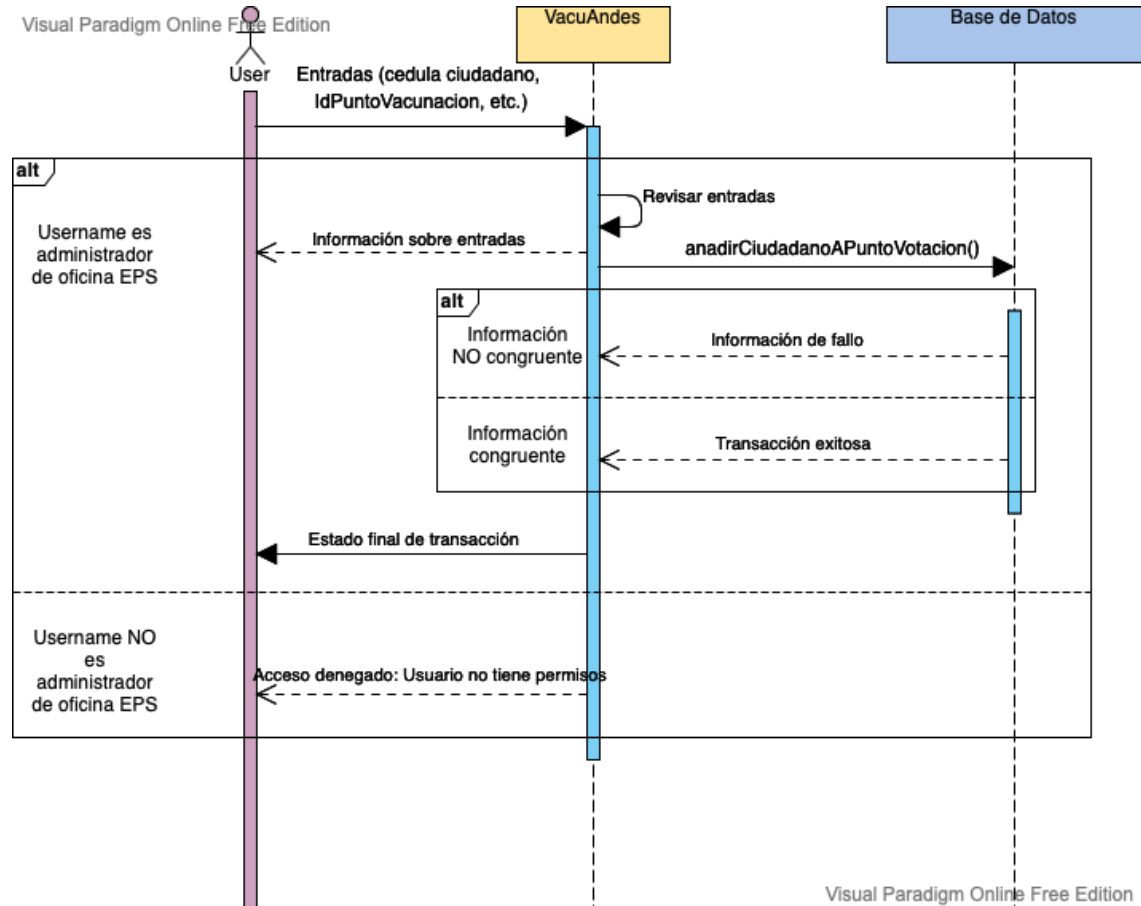 Visual Paradigm Online Free Edition
VacuAndes
Base de Datos
User
Entradas (cedula ciudadano,
IdPuntoVacunacion, etc.)
alt
Revisar entradas
Username es
administrador
de oficina EPS
Información sobre entradas
anadirCiudadanoAPuntoVotacion()
alt
Información
NO congruente
Información de fallo
Información
congruente
Transacción exitosa
Estado final de transacción
Username NO
es
administrador
de oficina EPS
Acceso denegado: Usuario no tiene permisos
Visual Paradigm Online Free Edition